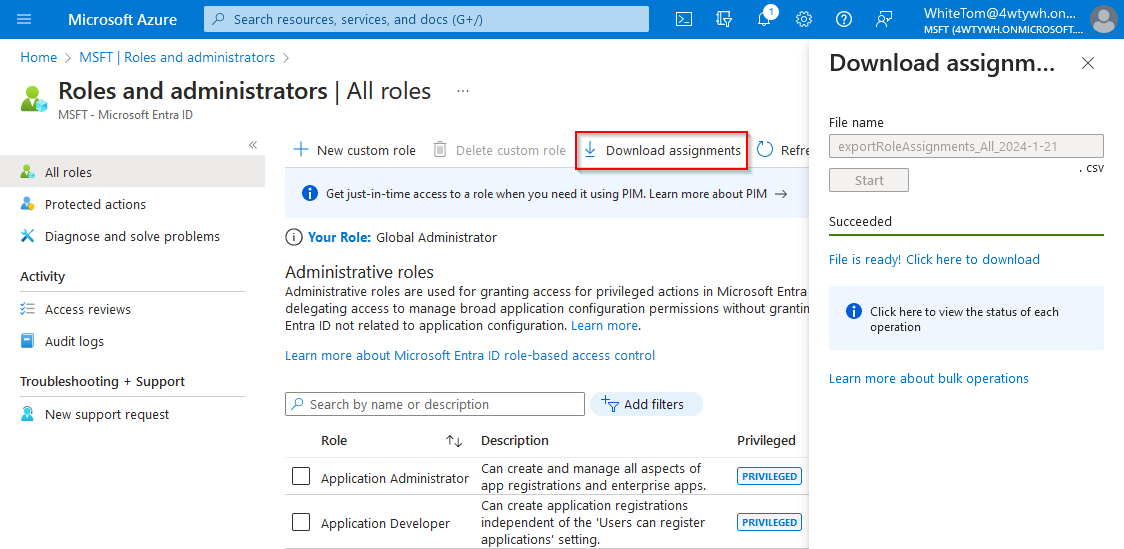 Microsoft Azure
Search resources, services, and docs (G+/)
1
WhiteTom@4wtywh.on...
MSFT (4WTYWH.ONMICROSOFT....
Home > MSFT | Roles and administrators >
Roles and administrators | All roles ...
MSFT - Microsoft Entra ID
«
All roles
Protected actions
Diagnose and solve problems
Activity
Access reviews
Audit logs
Troubleshooting + Support
New support request
New custom role
Delete custom role
Download assignments
Refre
Get just-in-time access to a role when you need it using PIM. Learn more about PIM →
Your Role: Global Administrator
Administrative roles
Administrative roles are used for granting access for privileged actions in Microsoft Entra
delegating access to manage broad application configuration permissions without grantin
Entra ID not related to application configuration. Learn more.
Learn more about Microsoft Entra ID role-based access control
Search by name or description
Add filters
Role ↑↓ Description Privileged
Application Administrator
Can create and manage all aspects of
app registrations and enterprise apps.
PRIVILEGED
Application Developer
Can create application registrations
independent of the 'Users can register
applications' setting.
PRIVILEGED
Download assignm...
File name
exportRoleAssignments_All_2024-1-21
. csv
Start
Succeeded
File is ready! Click here to download
Click here to view the status of each
operation
Learn more about bulk operations